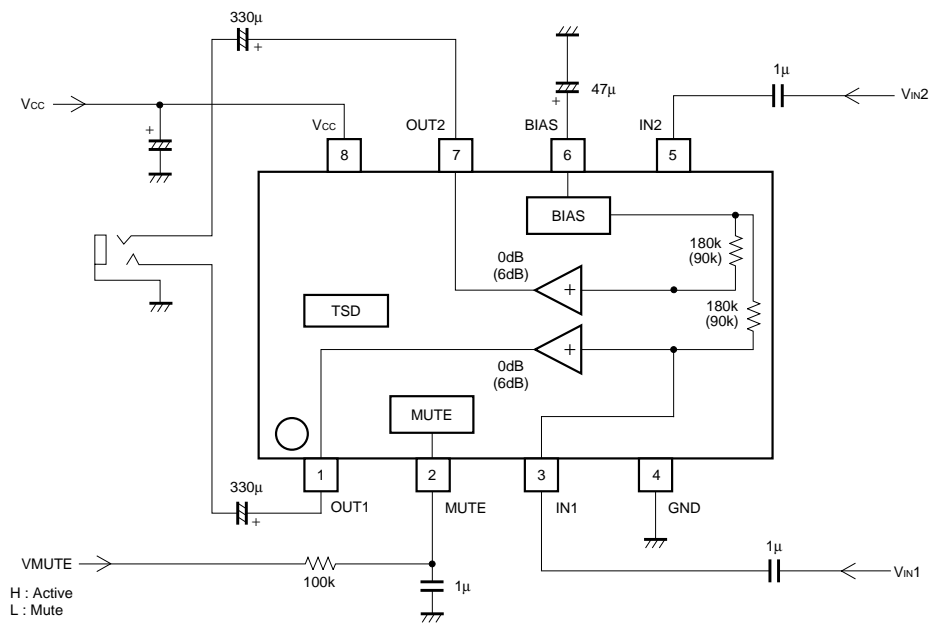 330μ
+
47μ
+
1μ
VCC
VIN2
+
VCC
OUT2
BIAS
IN2
8
7
6
5
BIAS
180k
(90k)
0dB
(6dB)
+
180k
(90k)
TSD
+
0dB
(6dB)
MUTE
1
2
3
4
330μ
+
OUT1
MUTE
IN1
GND
VMUTE
100k
1μ
1μ
VIN1
H : Active
L : Mute